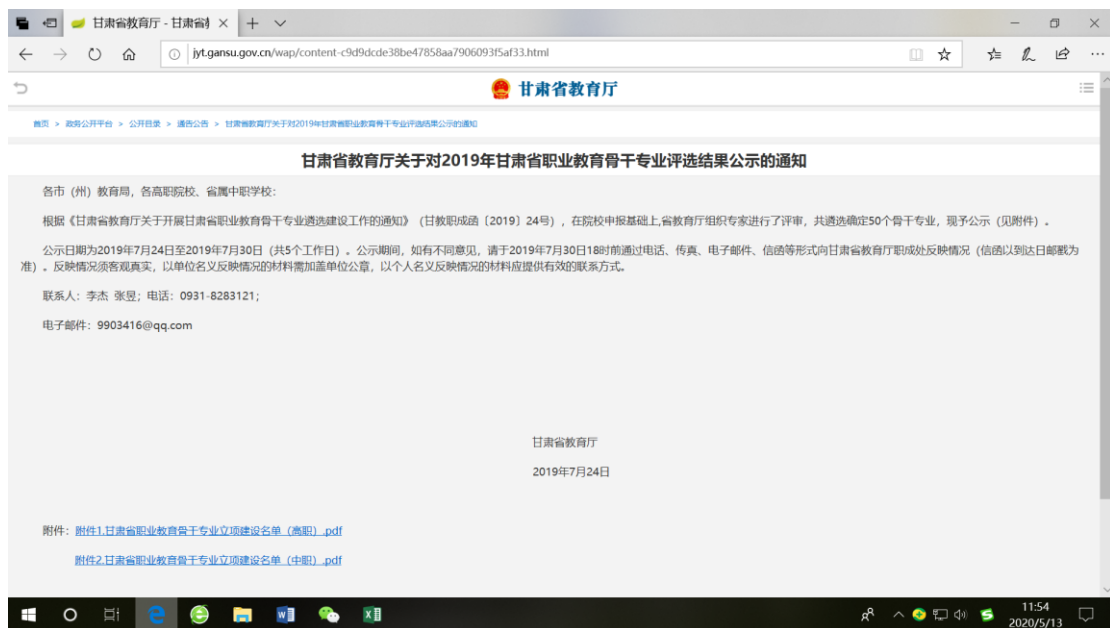 甘肃省教育厅 - 甘肃省
jyt.gansu.gov.cn/wap/content-c9d9dcde38be47858aa7906093f5af33.html
甘肃省教育厅
首页 > 政务公开平台 > 公开目录 > 通告公告 > 甘肃省教育厅关于对2019年甘肃省职业教育骨干专业评选结果公示的通知
甘肃省教育厅关于对2019年甘肃省职业教育骨干专业评选结果公示的通知
各市（州）教育局，各高职院校、省属中职学校：
根据《甘肃省教育厅关于开展甘肃省职业教育骨干专业遴选建设工作的通知》（甘教职成函〔2019〕24号），在院校申报基础上,省教育厅组织专家进行了评审，共遴选确定50个骨干专业，现予公示（见附件）.
公示日期为2019年7月24日至2019年7月30日（共5个工作日）. 公示期间，如有不同意见，请于2019年7月30日18时前通过电话、传真、电子邮件、信函等形式向甘肃省教育厅职成处反映情况（信函以到达日邮戳为
准）. 反映情况须客观真实，以单位名义反映情况的材料需加盖单位公章，以个人名义反映情况的材料应提供有效的联系方式。
联系人：李杰 张昱；电话：0931-8283121；
电子邮件：9903416@qq.com
甘肃省教育厅
2019年7月24日
附件：附件1.甘肃省职业教育骨干专业立项建设名单（高职）.pdf
附件2.甘肃省职业教育骨干专业立项建设名单（中职）.pdf
11:54
2020/5/13